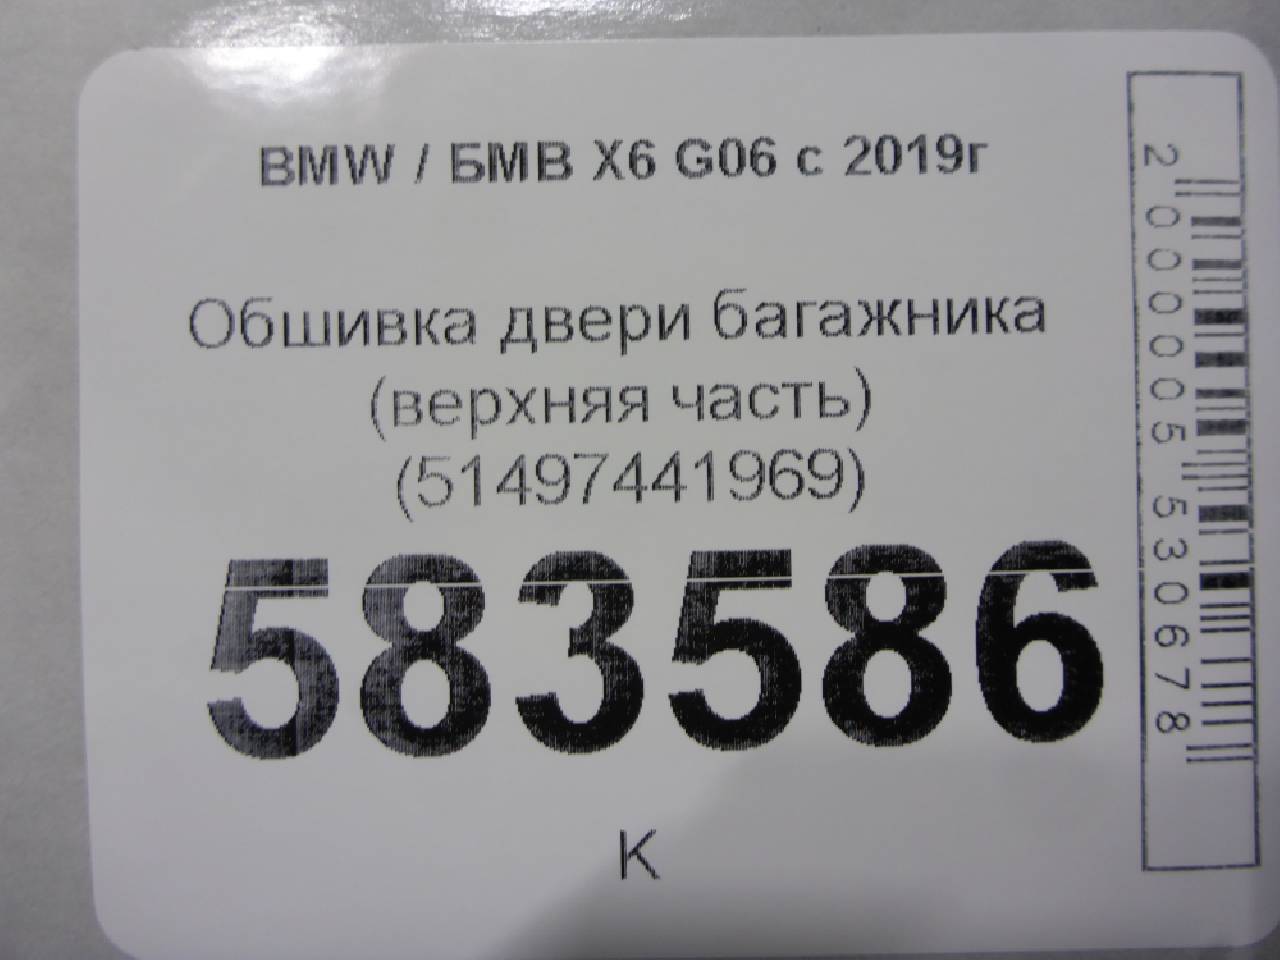 BMW / БМВ X6 G06 с 2019г
Обшивка двери багажника
(верхняя часть)
(51497441969)
583586
К
2 000005 530678